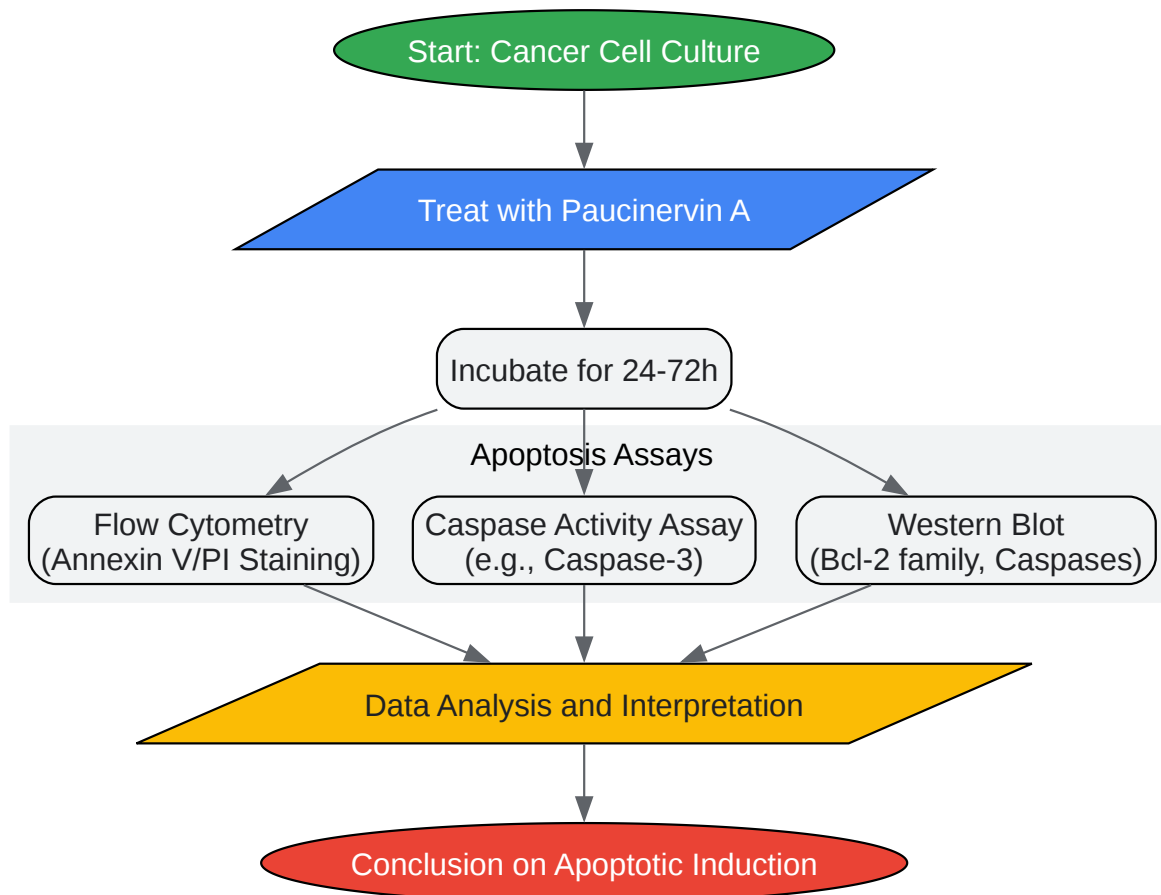 Start: Cancer Cell Culture
Treat with Paucinervin A
Incubate for 24-72h
Apoptosis Assays
Flow Cytometry
(Annexin V/PI Staining)
Caspase Activity Assay
(e.g., Caspase-3)
Western Blot
(Bcl-2 family, Caspases)
Data Analysis and Interpretation
Conclusion on Apoptotic Induction